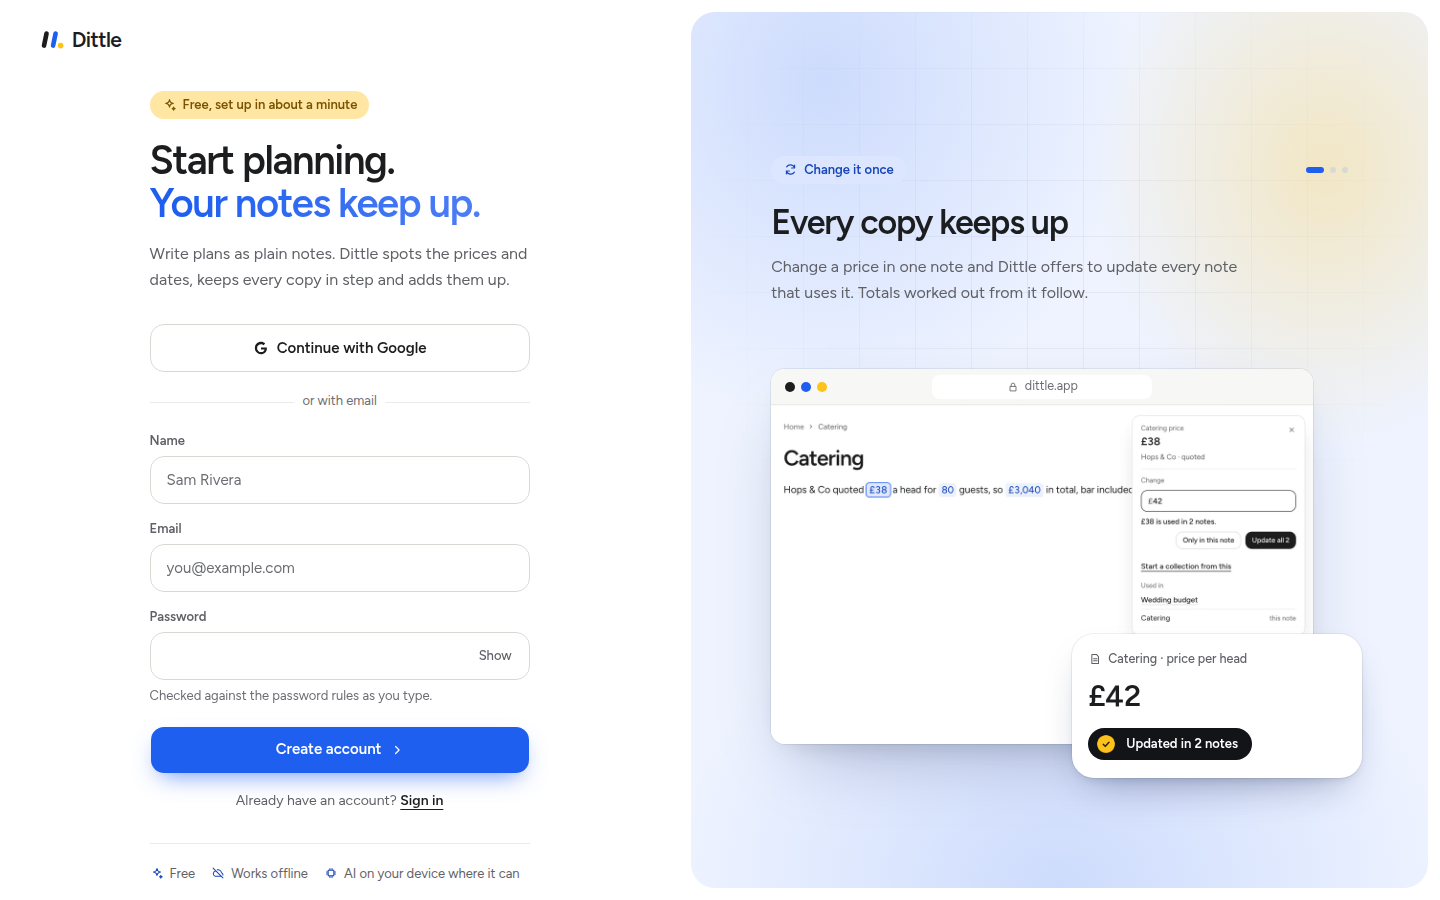 Dittle
Free, set up in about a minute
Start planning.
Your notes keep up.
Write plans as plain notes. Dittle spots the prices and
dates, keeps every copy in step and adds them up.
Continue with Google
or with email
Name
Sam Rivera
Email
you@example.com
Password
Show
Checked against the password rules as you type.
Create account
Already have an account? Sign in
Free
Works offline
AI on your device where it can
Change it once
Every copy keeps up
Change a price in one note and Dittle offers to update every note
that uses it. Totals worked out from it follow.
dittle.app
Home › Catering
Catering
Hops & Co quoted £38 a head for 80 guests, so £3,040 in total, bar included
Catering price
£38
Hops & Co · quoted
Change
£42
£38 is used in 2 notes.
Only in this note
Update all 2
Start a collection from this
Used in
Wedding budget
Catering this note
Catering · price per head
£42
Updated in 2 notes